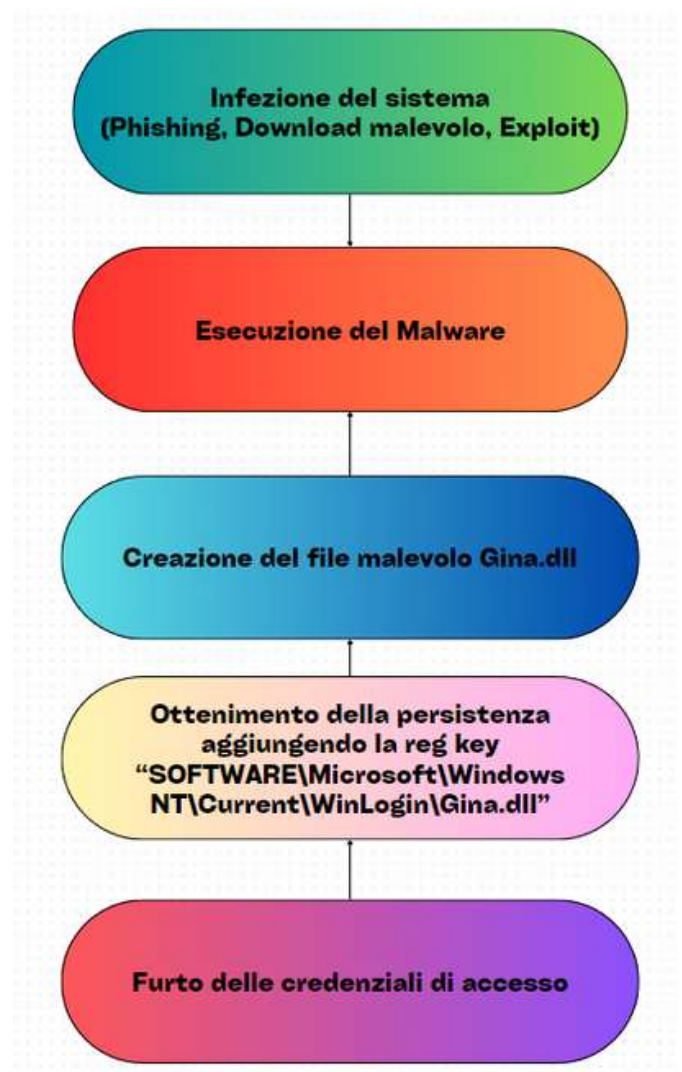 Infezione del sistema
(Phishing, Download malevolo, Exploit)
Esecuzione del Malware
Creazione del file malevolo Gina.dll
Ottenimento della persistenza
aggiungendo la reg key
“SOFTWARE\Microsoft\Windows
NT\Current\WinLogin\Gina.dll”
Furto delle credenziali di accesso